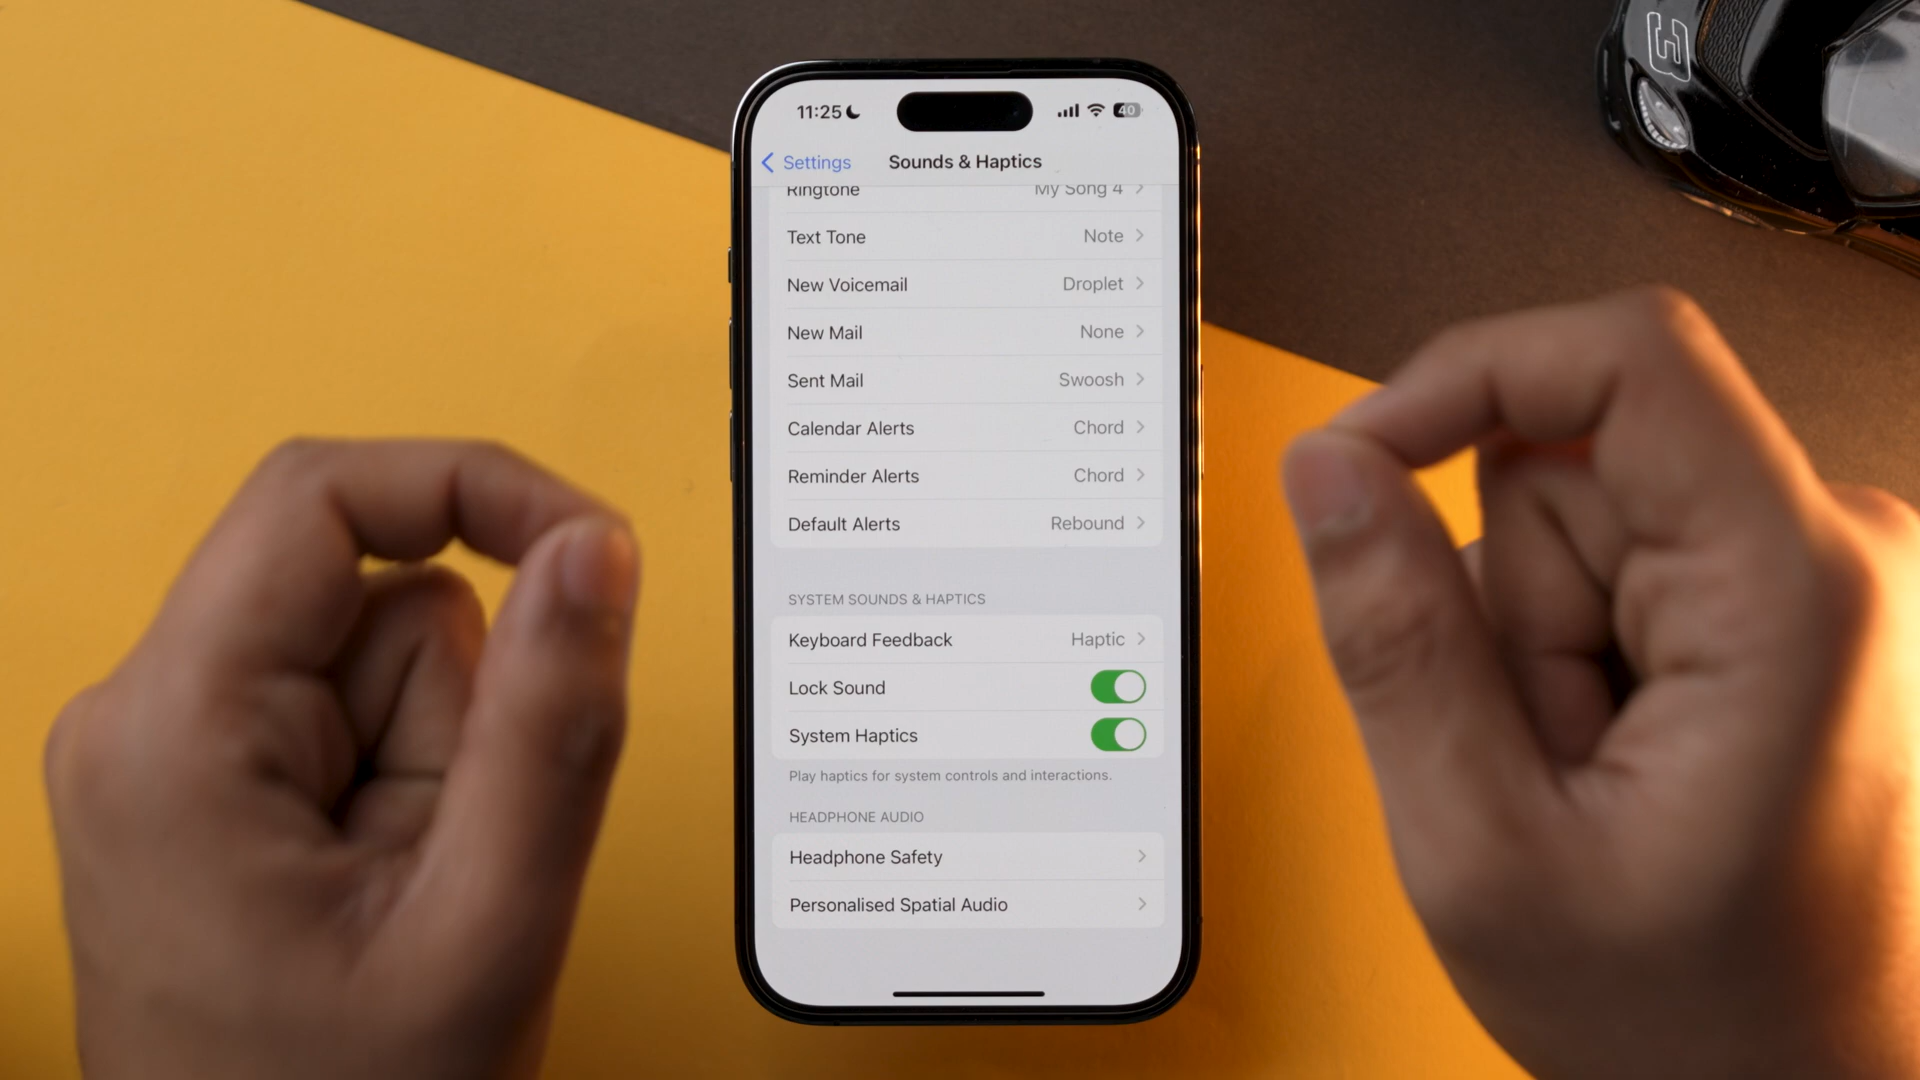 11:25
40
Settings
Sounds & Haptics
Ringtone My Song 4
Text Tone Note
New Voicemail Droplet
New Mail None
Sent Mail Swoosh
Calendar Alerts Chord
Reminder Alerts Chord
Default Alerts Rebound
SYSTEM SOUNDS & HAPTICS
Keyboard Feedback Haptic
Lock Sound
System Haptics
Play haptics for system controls and interactions.
HEADPHONE AUDIO
Headphone Safety
Personalised Spatial Audio
3